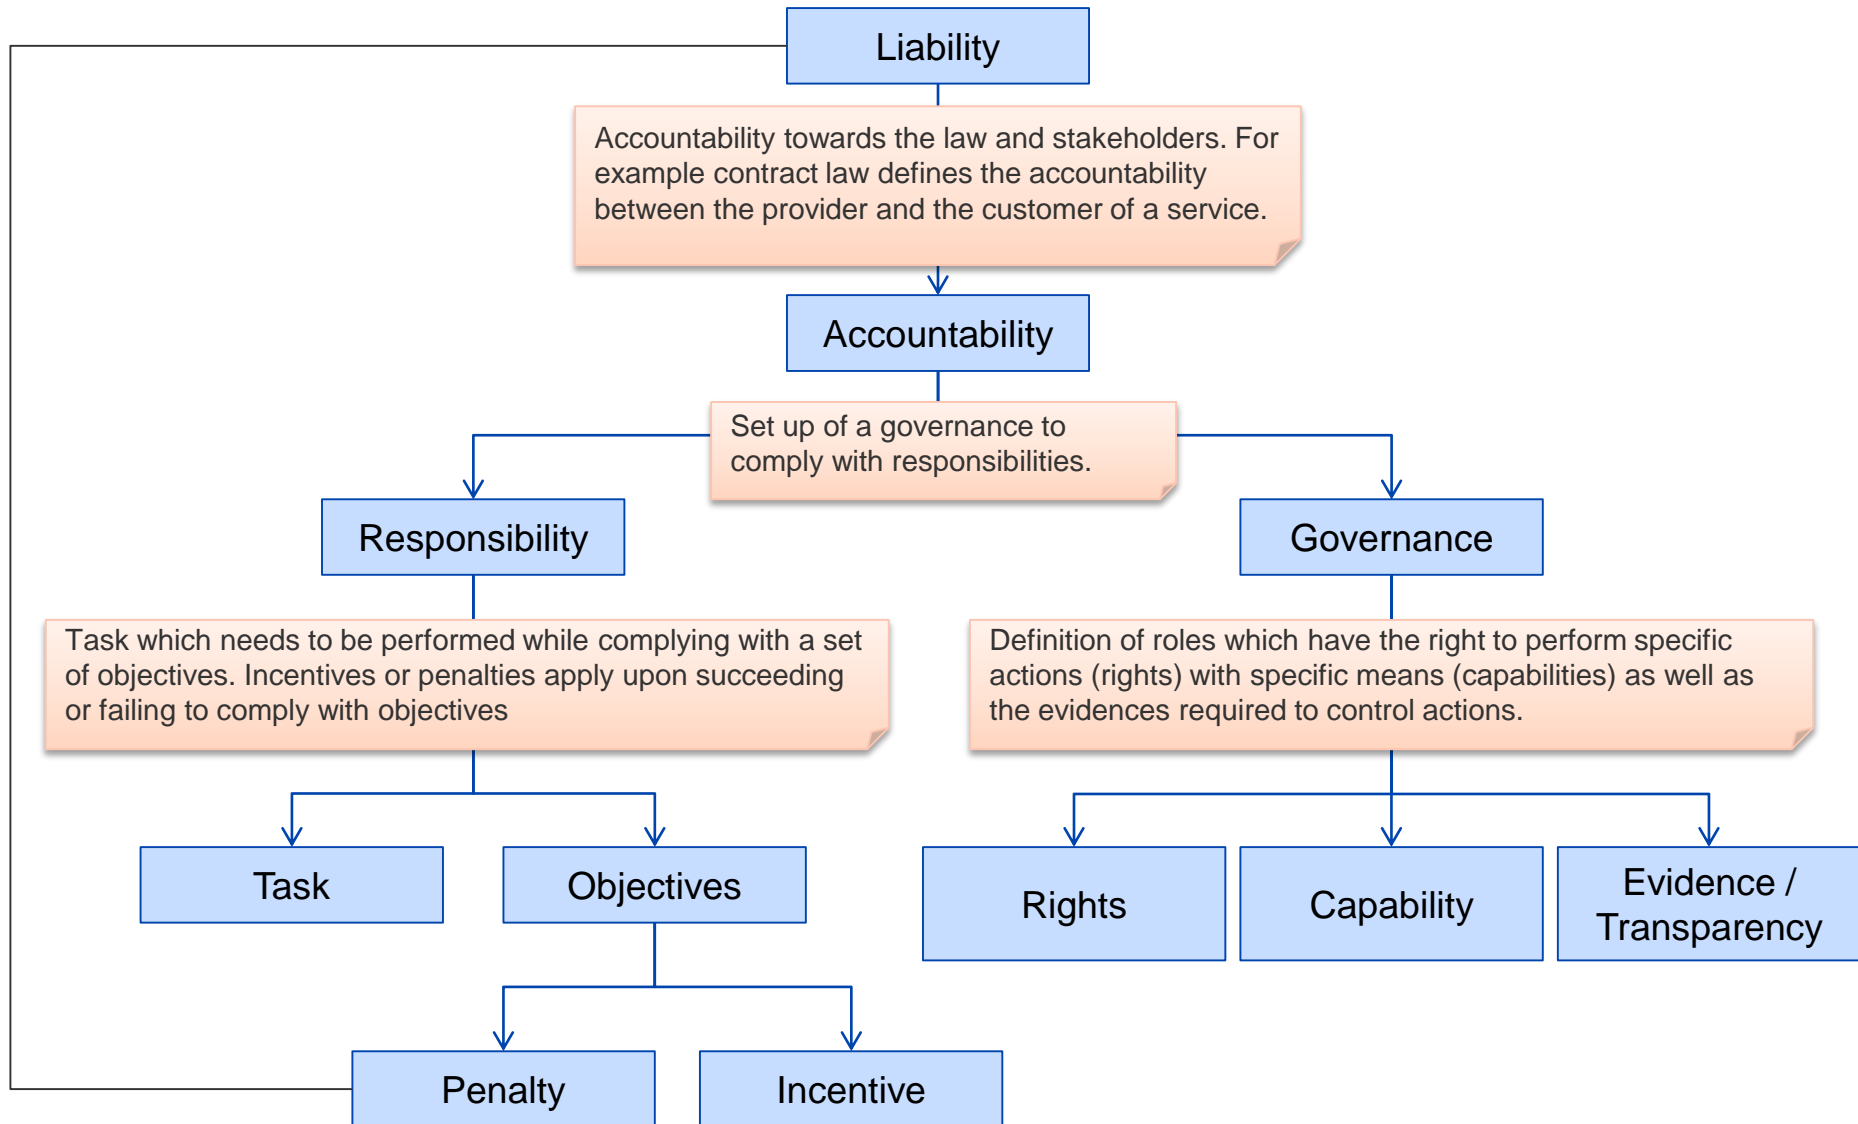 Liability
Accountability towards the law and stakeholders. For
example contract law defines the accountability
between the provider and the customer of a service.
Accountability
Set up of a governance to
comply with responsibilities.
Responsibility
Governance
Task which needs to be performed while complying with a set
of objectives. Incentives or penalties apply upon succeeding
or failing to comply with objectives
Definition of roles which have the right to perform specific
actions (rights) with specific means (capabilities) as well as
the evidences required to control actions.
Task
Objectives
Rights
Capability
Evidence /
Transparency
Penalty
Incentive